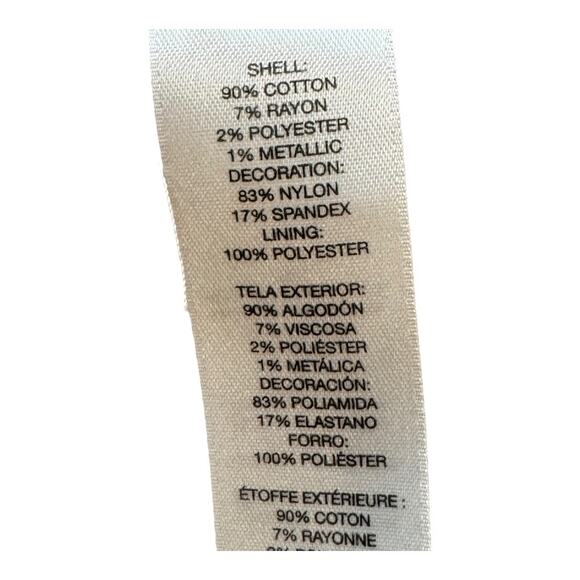 SHELL:
90% COTTON
7% RAYON
2% POLYESTER
1% METALLIC
DECORATION:
83% NYLON
17% SPANDEX
LINING:
100% POLYESTER
TELA EXTERIOR:
90% ALGODÓN
7% VISCOSA
2% POLIÉSTER
1% METÁLICA
DECORACIÓN:
83% POLIAMIDA
17% ELASTANO
FORRO:
100% POLIÉSTER
ÉTOFFE EXTÉRIEURE :
90% COTON
7% RAYONNE